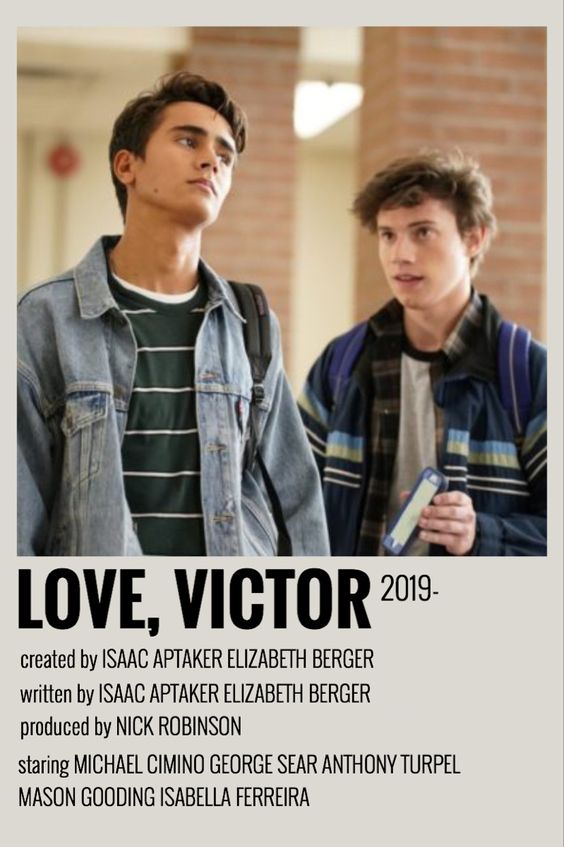 LOVE, VICTOR 2019-
created by ISAAC APTAKER ELIZABETH BERGER
written by ISAAC APTAKER ELIZABETH BERGER
produced by NICK ROBINSON
staring MICHAEL CIMINO GEORGE SEAR ANTHONY TURPEL
MASON GOODING ISABELLA FERREIRA